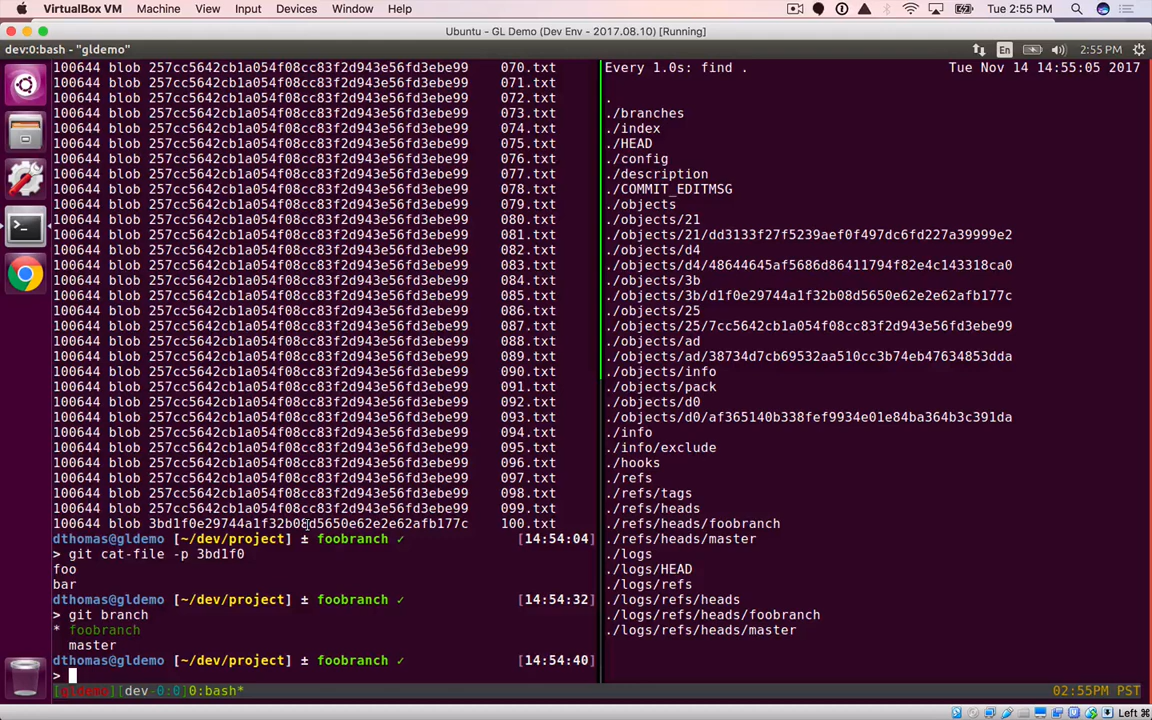 VirtualBox VM Machine View Input Devices Window Help Tue 2:55 PM
Ubuntu - GL Demo (Dev Env - 2017.08.10) [Running]
dev:0:bash - "gldemo" En 2:55 PM
100644 blob 257cc5642cb1a054f08cc83f2d943e56fd3ebe99 070.txt
100644 blob 257cc5642cb1a054f08cc83f2d943e56fd3ebe99 071.txt
100644 blob 257cc5642cb1a054f08cc83f2d943e56fd3ebe99 072.txt
100644 blob 257cc5642cb1a054f08cc83f2d943e56fd3ebe99 073.txt
100644 blob 257cc5642cb1a054f08cc83f2d943e56fd3ebe99 074.txt
100644 blob 257cc5642cb1a054f08cc83f2d943e56fd3ebe99 075.txt
100644 blob 257cc5642cb1a054f08cc83f2d943e56fd3ebe99 076.txt
100644 blob 257cc5642cb1a054f08cc83f2d943e56fd3ebe99 077.txt
100644 blob 257cc5642cb1a054f08cc83f2d943e56fd3ebe99 078.txt
100644 blob 257cc5642cb1a054f08cc83f2d943e56fd3ebe99 079.txt
100644 blob 257cc5642cb1a054f08cc83f2d943e56fd3ebe99 080.txt
100644 blob 257cc5642cb1a054f08cc83f2d943e56fd3ebe99 081.txt
100644 blob 257cc5642cb1a054f08cc83f2d943e56fd3ebe99 082.txt
100644 blob 257cc5642cb1a054f08cc83f2d943e56fd3ebe99 083.txt
100644 blob 257cc5642cb1a054f08cc83f2d943e56fd3ebe99 084.txt
100644 blob 257cc5642cb1a054f08cc83f2d943e56fd3ebe99 085.txt
100644 blob 257cc5642cb1a054f08cc83f2d943e56fd3ebe99 086.txt
100644 blob 257cc5642cb1a054f08cc83f2d943e56fd3ebe99 087.txt
100644 blob 257cc5642cb1a054f08cc83f2d943e56fd3ebe99 088.txt
100644 blob 257cc5642cb1a054f08cc83f2d943e56fd3ebe99 089.txt
100644 blob 257cc5642cb1a054f08cc83f2d943e56fd3ebe99 090.txt
100644 blob 257cc5642cb1a054f08cc83f2d943e56fd3ebe99 091.txt
100644 blob 257cc5642cb1a054f08cc83f2d943e56fd3ebe99 092.txt
100644 blob 257cc5642cb1a054f08cc83f2d943e56fd3ebe99 093.txt
100644 blob 257cc5642cb1a054f08cc83f2d943e56fd3ebe99 094.txt
100644 blob 257cc5642cb1a054f08cc83f2d943e56fd3ebe99 095.txt
100644 blob 257cc5642cb1a054f08cc83f2d943e56fd3ebe99 096.txt
100644 blob 257cc5642cb1a054f08cc83f2d943e56fd3ebe99 097.txt
100644 blob 257cc5642cb1a054f08cc83f2d943e56fd3ebe99 098.txt
100644 blob 257cc5642cb1a054f08cc83f2d943e56fd3ebe99 099.txt
100644 blob 3bd1f0e29744a1f32b08d5650e62e2e62afb177c 100.txt
dthomas@gldemo [~/dev/project] ± foobranch ✓ [14:54:04]
> git cat-file -p 3bd1f0
foo
bar
dthomas@gldemo [~/dev/project] ± foobranch ✓ [14:54:32]
> git branch
* foobranch
master
dthomas@gldemo [~/dev/project] ± foobranch ✓ [14:54:40]
>
Every 1.0s: find . Tue Nov 14 14:55:05 2017
.
./branches
./index
./HEAD
./config
./description
./COMMIT_EDITMSG
./objects
./objects/21
./objects/21/dd3133f27f5239aef0f497dc6fd227a39999e2
./objects/d4
./objects/d4/48644645af5686d86411794f82e4c143318ca0
./objects/3b
./objects/3b/d1f0e29744a1f32b08d5650e62e2e62afb177c
./objects/25
./objects/25/7cc5642cb1a054f08cc83f2d943e56fd3ebe99
./objects/ad
./objects/ad/38734d7cb69532aa510cc3b74eb47634853dda
./objects/info
./objects/pack
./objects/d0
./objects/d0/af365140b338fef9934e01e84ba364b3c391da
./info
./info/exclude
./hooks
./refs
./refs/tags
./refs/heads
./refs/heads/foobranch
./refs/heads/master
./logs
./logs/HEAD
./logs/refs
./logs/refs/heads
./logs/refs/heads/foobranch
./logs/refs/heads/master
[gldemo][dev-0:0]0:bash* 02:55PM PST
Left ⌘